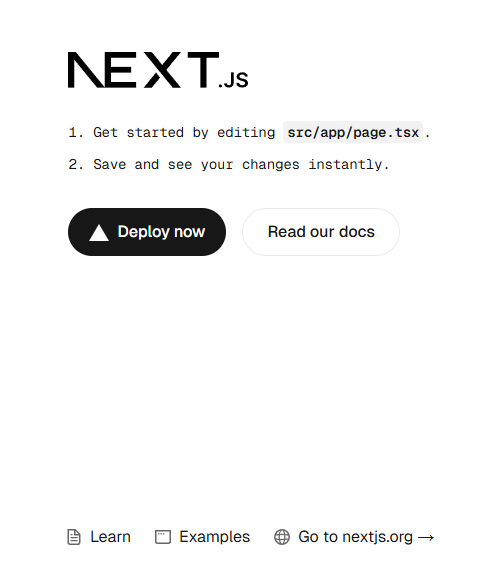 NEXT.JS
1. Get started by editing src/app/page.tsx.
2. Save and see your changes instantly.
Deploy now
Read our docs
Learn
Examples
Go to nextjs.org →